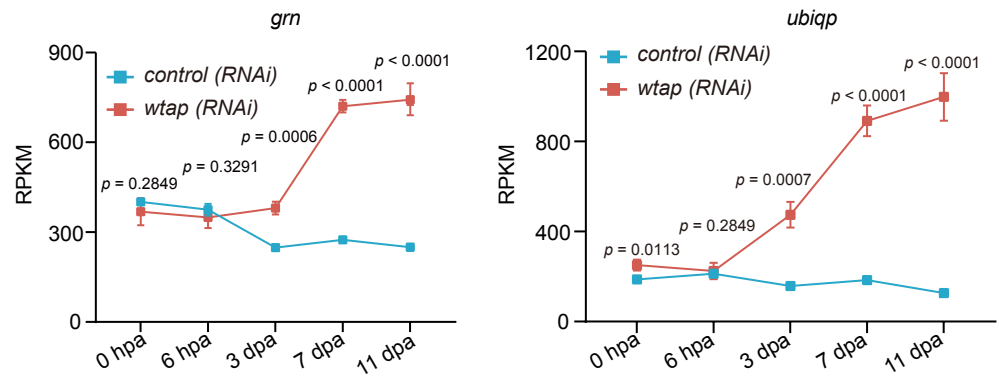 grn
900
600
300
0
RPKM
control (RNAi)
wtap (RNAi)
p = 0.2849
p = 0.3291
p = 0.0006
p < 0.0001
p < 0.0001
0 hpa
6 hpa
3 dpa
7 dpa
11 dpa
ubiqp
1200
800
400
0
RPKM
control (RNAi)
wtap (RNAi)
p = 0.0113
p = 0.2849
p = 0.0007
p < 0.0001
p < 0.0001
0 hpa
6 hpa
3 dpa
7 dpa
11 dpa